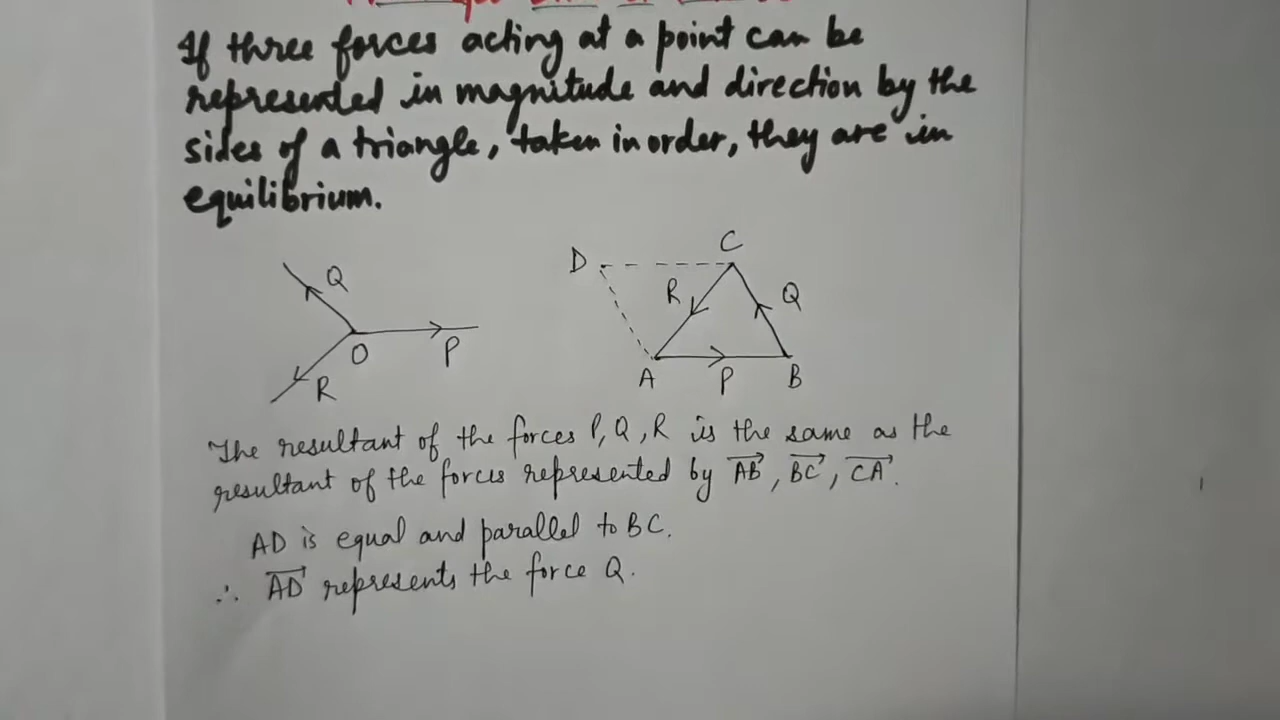 If three forces acting at a point can be
represented in magnitude and direction by the
sides of a triangle, taken in order, they are in
equilibrium.
Q
O
P
R
D
C
R
Q
A
P
B
The resultant of the forces P, Q, R is the same as the
resultant of the forces represented by AB→, BC→, CA→.
AD is equal and parallel to BC.
∴ AD→ represents the force Q.